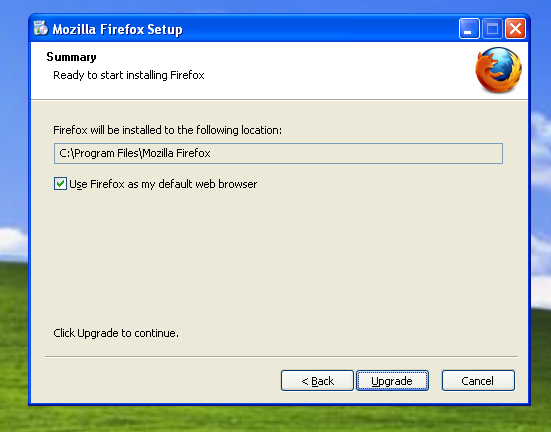 Mozilla Firefox Setup
Summary
Ready to start installing Firefox
Firefox will be installed to the following location:
C:\Program Files\Mozilla Firefox
Use Firefox as my default web browser
Click Upgrade to continue.
< Back Upgrade Cancel